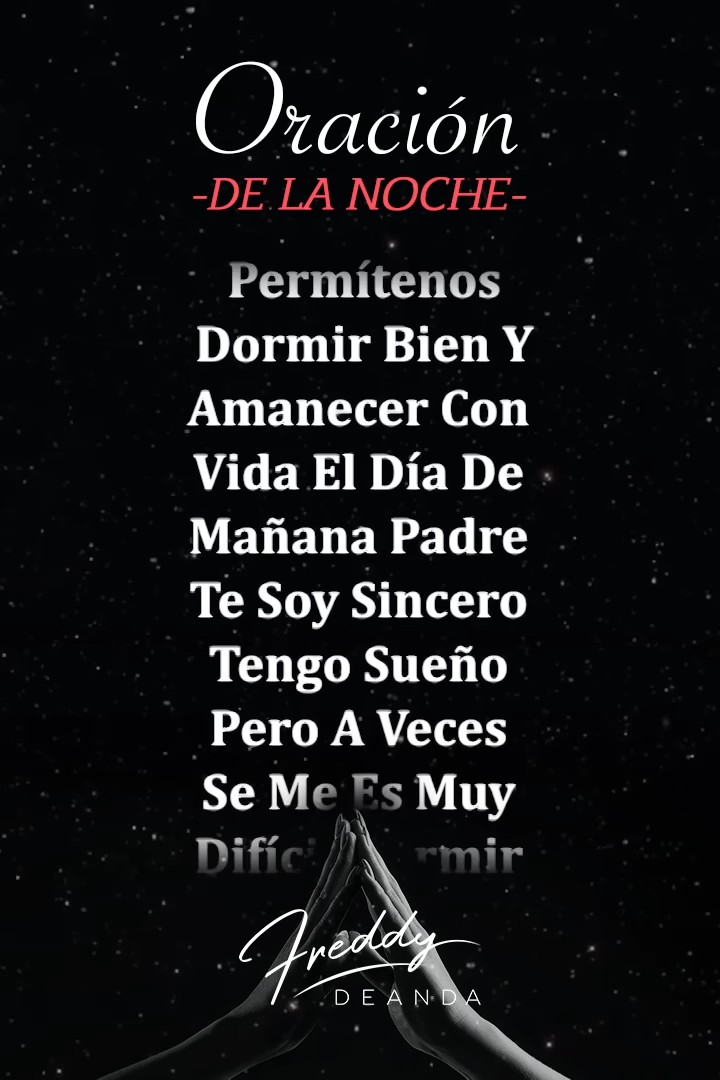 Oración
-DE LA NOCHE-
Permítenos
Dormir Bien Y
Amanecer Con
Vida El Día De
Mañana Padre
Te Soy Sincero
Tengo Sueño
Pero A Veces
Se Me Es Muy
Freddy
DEANDA